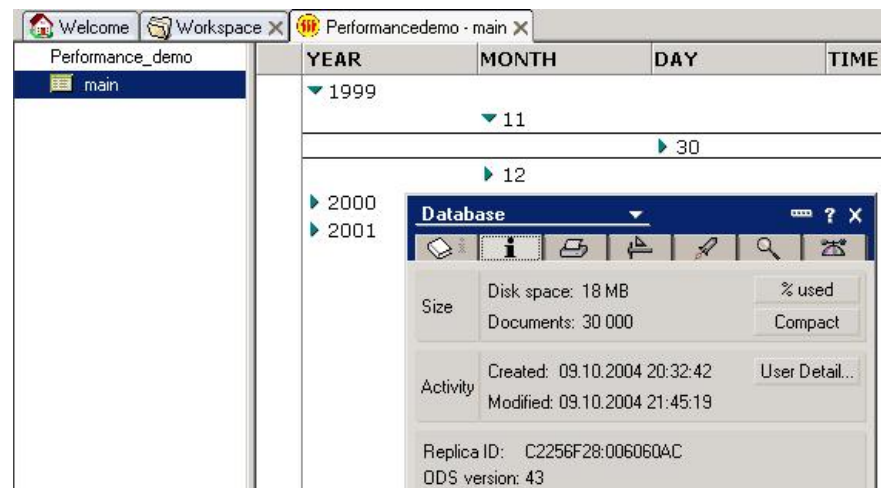 Welcome Workspace Performancedemo - main
Performance_demo
main
YEAR MONTH DAY TIME
1999
11
30
12
2000
2001
Database ? X
i
Size
Disk space: 18 MB
Documents: 30 000
% used
Compact
Activity
Created: 09.10.2004 20:32:42
Modified: 09.10.2004 21:45:19
User Detail...
Replica ID: C2256F28:006060AC
ODS version: 43